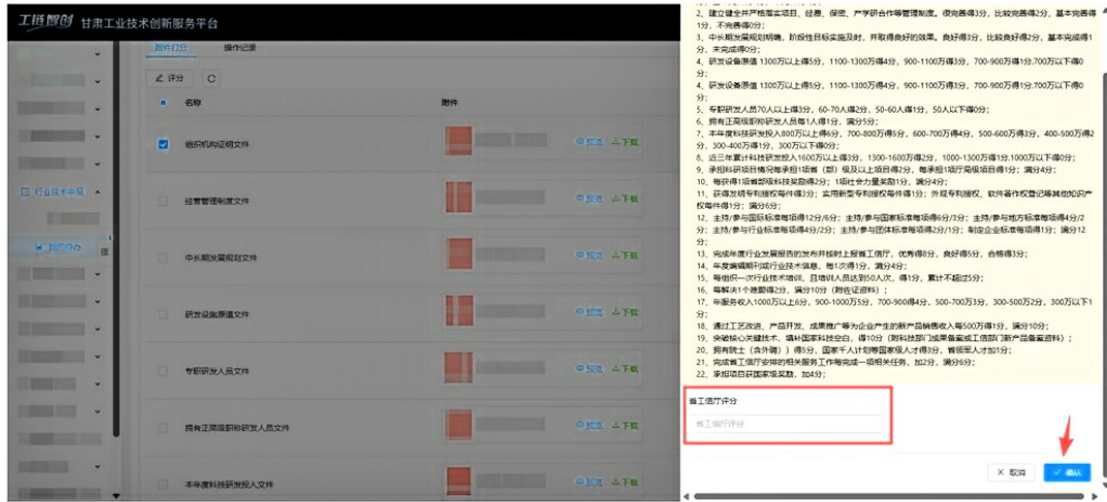 工链智创 甘肃工业技术创新服务平台
附件打分 操作记录
评分
名称 附件
组织机构证明文件 预览 下载
经营管理制度文件 预览 下载
中长期发展规划文件 预览 下载
研发设备原值文件 预览 下载
专职研发人员文件 预览 下载
拥有正高级职称研发人员文件 预览 下载
本年度科技研发投入文件 预览 下载
行业技术申报
我的待办
2、建立健全并严格落实项目、经费、保密、产学研合作等管理制度。很完善得3分，比较完善得2分，基本完善得
1分，不完善得0分；
3、中长期发展规划明确、阶段性目标实施及时，并取得良好的效果。良好得3分，比较良好得2分，基本完成得1
分，未完成得0分；
4、研发设备原值 1300万以上得5分，1100-1300万得4分，900-1100万得3分，700-900万得1分,700万以下得0
分；
4、研发设备原值 1300万以上得5分，1100-1300万得4分，900-1100万得3分，700-900万得1分,700万以下得0
分；
5、专职研发人员70人以上得3分，60-70人得2分，50-60人得1分，50人以下得0分；
6、拥有正高级职称研发人员每1人得1分，满分5分；
7、本年度科技研发投入800万以上得6分，700-800万得5分，600-700万得4分，500-600万得3分，400-500万得2
分，300-400万得1分，300万以下得0分；
8、近三年累计科技研发投入1600万以上得3分，1300-1600万得2分，1000-1300万得1分,1000万以下得0分；
9、承担科研项目情况每承担1项省（部）级及以上项目得2分，每承担1项厅局级项目得1分；满分4分；
10、每获得1项省部级科技奖励得2分；1项社会力量奖励1分，满分4分；
11、获得发明专利授权每件得3分；实用新型专利授权每件得1分；外观专利授权、软件著作权登记等其他知识产
权每件得1分；满分6分；
12、主持/参与国际标准每项得12分/6分；主持/参与国家标准每项得6分/3分；主持/参与地方标准每项得4分/2
分；主持/参与行业标准每项得4分/2分；主持/参与团体标准每项得2分/1分；制定企业标准每项得1分；满分12
分；
13、完成年度行业发展报告的发布并按时上报省工信厅，优秀得8分，良好得5分，合格得3分；
14、年度编辑期刊或行业技术信息，每1次得1分，满分4分；
15、每组织一次行业技术培训，且培训人员达到50人次，得1分，累计不超过5分；
16、每解决1个难题得2分，满分10分（附佐证资料）；
17、年服务收入1000万以上6分，900-1000万5分，700-900得4分，500-700万3分，300-500万2分，300万以下1
分；
18、通过工艺改进、产品开发、成果推广等为企业产生的新产品销售收入每500万得1分，满分10分；
19、突破核心关键技术，填补国家科技空白，得10分（附科技部门成果备案或工信部门新产品备案资料）；
20、拥有院士（含外聘））得5分，国家千人计划等国家级人才得3分，省领军人才加1分；
21、完成省工信厅安排的相关服务工作每完成一项相关任务，加2分，满分6分；
22、承担项目获国家级奖励，加4分；
省工信厅评分
省工信厅评分
取消 确认